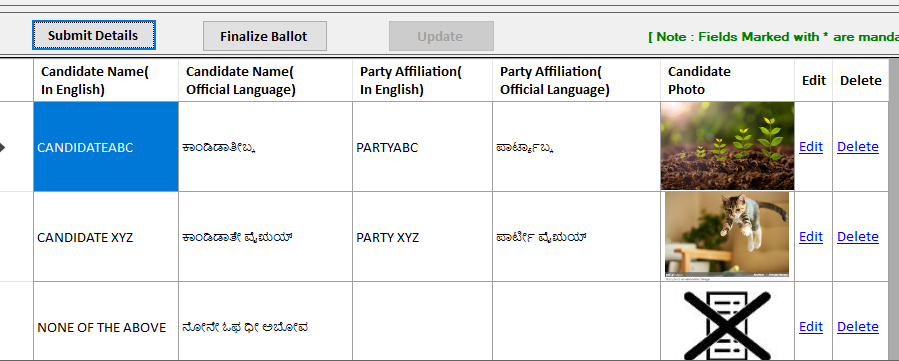 Submit Details Finalize Ballot Update [ Note : Fields Marked with * are manda
Candidate Name( Candidate Name( Party Affiliation( Party Affiliation( Candidate Edit Delete
In English) Official Language) In English) Official Language) Photo
CANDIDATEABC ಕಾಂಡಿಡಾತೀಬ್ಕ PARTYABC ಪಾರ್ಟ್ಯಾಬ್ಕ Edit Delete
CANDIDATE XYZ ಕಾಂಡಿಡಾತೇ ವೈಝಯ್ PARTY XYZ ಪಾರ್ಟೀ ವೈಝಯ್ Edit Delete
NONE OF THE ABOVE ನೋನೇ ಓಫ ಧೀ ಅಬೋವ Edit Delete